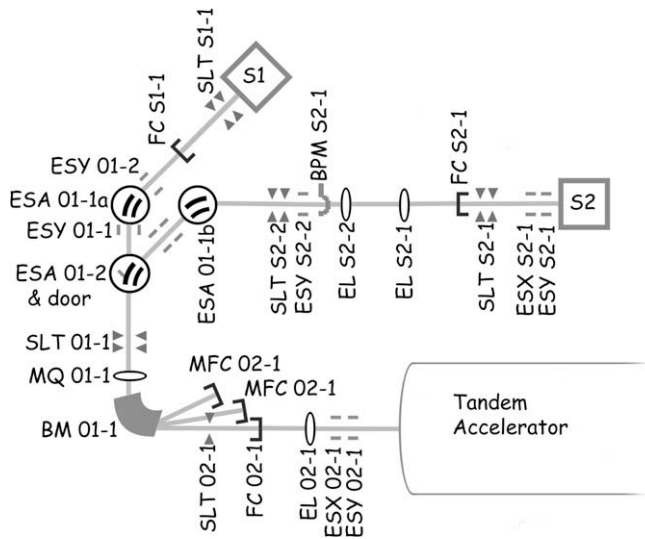 S1
SLT S1-1
FC S1-1
ESY 01-2
ESA 01-1a
ESY 01-1
ESA 01-2
& door
ESA 01-1b
SLT S2-2
ESY S2-2
BPM S2-1
EL S2-2
EL S2-1
FC S2-1
SLT S2-1
ESX S2-1
ESY S2-1
S2
SLT 01-1
MQ 01-1
BM 01-1
MFC 02-1
MFC 02-1
SLT 02-1
FC 02-1
EL 02-1
ESX 02-1
ESY 02-1
Tandem
Accelerator